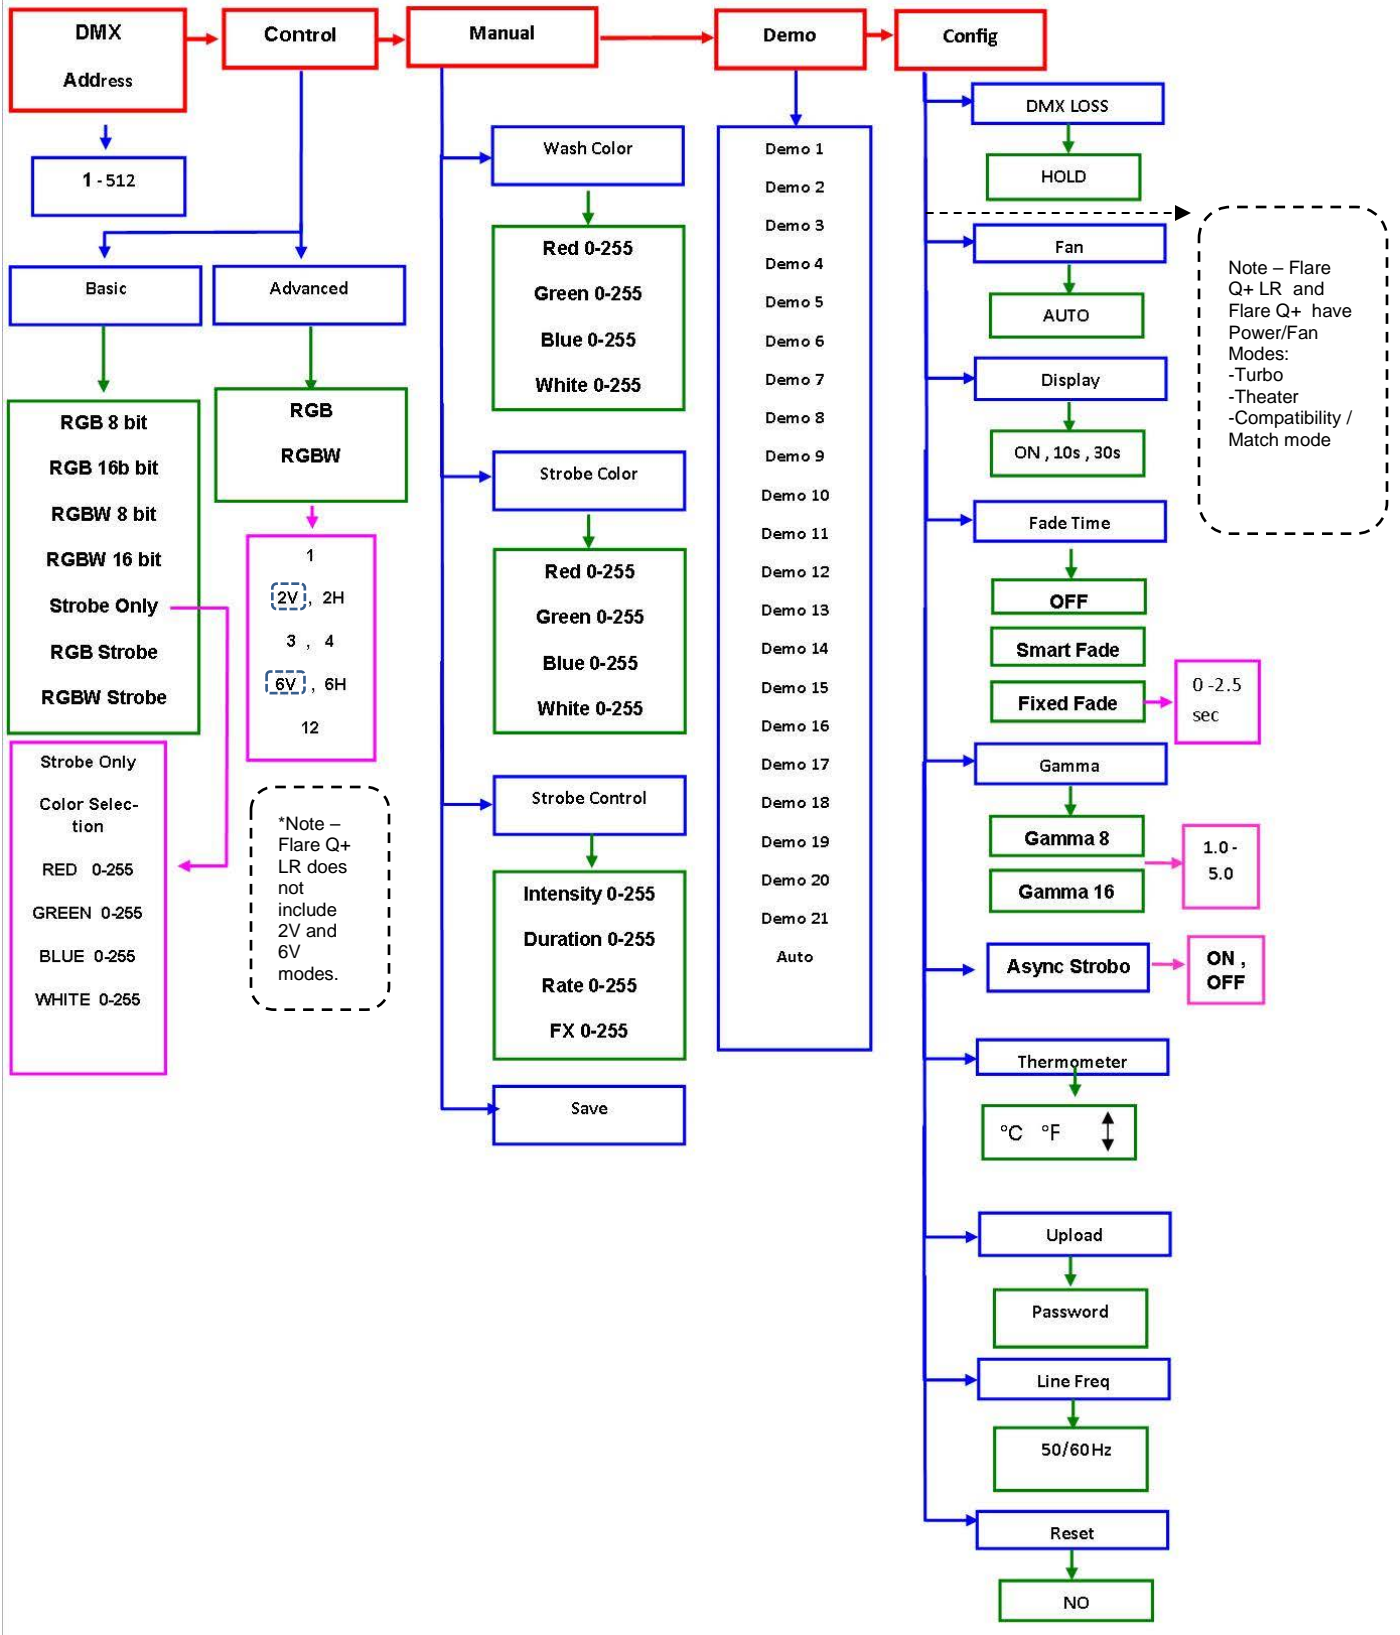 DMX
Address
Control
Manual
Demo
Config
1 - 512
Basic
Advanced
RGB 8 bit
RGB 16b bit
RGBW 8 bit
RGBW 16 bit
Strobe Only
RGB Strobe
RGBW Strobe
Strobe Only
Color Selec-
tion
RED 0-255
GREEN 0-255
BLUE 0-255
WHITE 0-255
RGB
RGBW
1
2V , 2H
3 , 4
6V , 6H
12
*Note –
Flare Q+
LR does
not
include
2V and
6V
modes.
Wash Color
Red 0-255
Green 0-255
Blue 0-255
White 0-255
Strobe Color
Red 0-255
Green 0-255
Blue 0-255
White 0-255
Strobe Control
Intensity 0-255
Duration 0-255
Rate 0-255
FX 0-255
Save
Demo 1
Demo 2
Demo 3
Demo 4
Demo 5
Demo 6
Demo 7
Demo 8
Demo 9
Demo 10
Demo 11
Demo 12
Demo 13
Demo 14
Demo 15
Demo 16
Demo 17
Demo 18
Demo 19
Demo 20
Demo 21
Auto
DMX LOSS
HOLD
Fan
AUTO
Note – Flare
Q+ LR and
Flare Q+ have
Power/Fan
Modes:
-Turbo
-Theater
-Compatibility /
Match mode
Display
ON , 10s , 30s
Fade Time
OFF
Smart Fade
Fixed Fade
0 -2.5
sec
Gamma
Gamma 8
Gamma 16
1.0 -
5.0
Async Strobo
ON ,
OFF
Thermometer
°C °F
Upload
Password
Line Freq
50/60Hz
Reset
NO